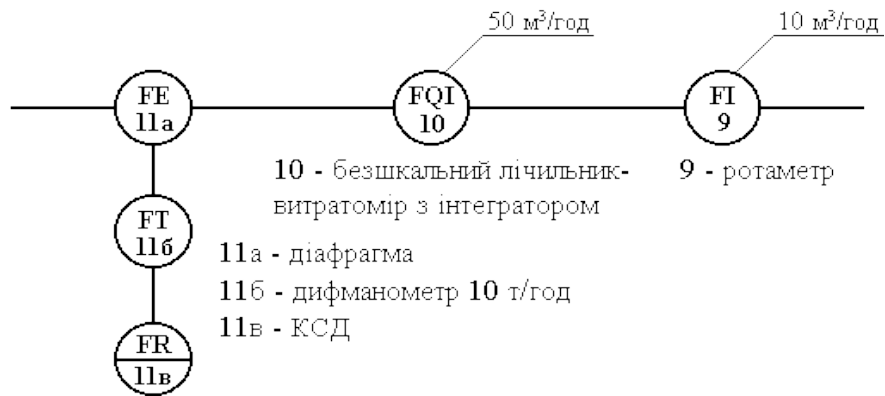 50 м³/год
10 м³/год
FE
11а
FQI
10
FI
9
10 - безшкальний лічильник-
витратомір з інтегратором
9 - ротаметр
FT
11б
11а - діафрагма
11б - дифманометр 10 т/год
11в - КСД
FR
11в